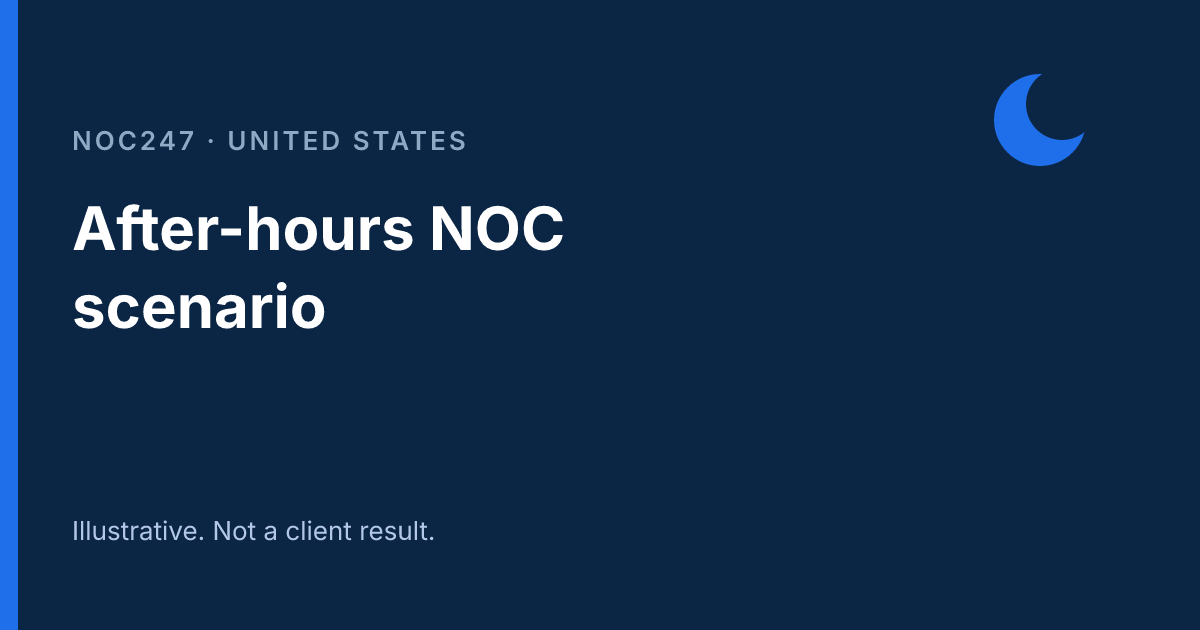 NOC247 · UNITED STATES
After-hours NOC
scenario
Illustrative. Not a client result.